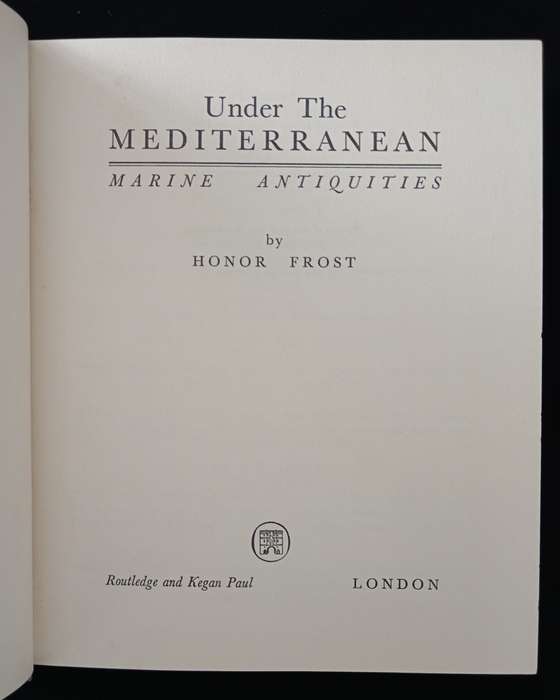 Under The
MEDITERRANEAN
MARINE ANTIQUITIES
by
HONOR FROST
Routledge and Kegan Paul LONDON